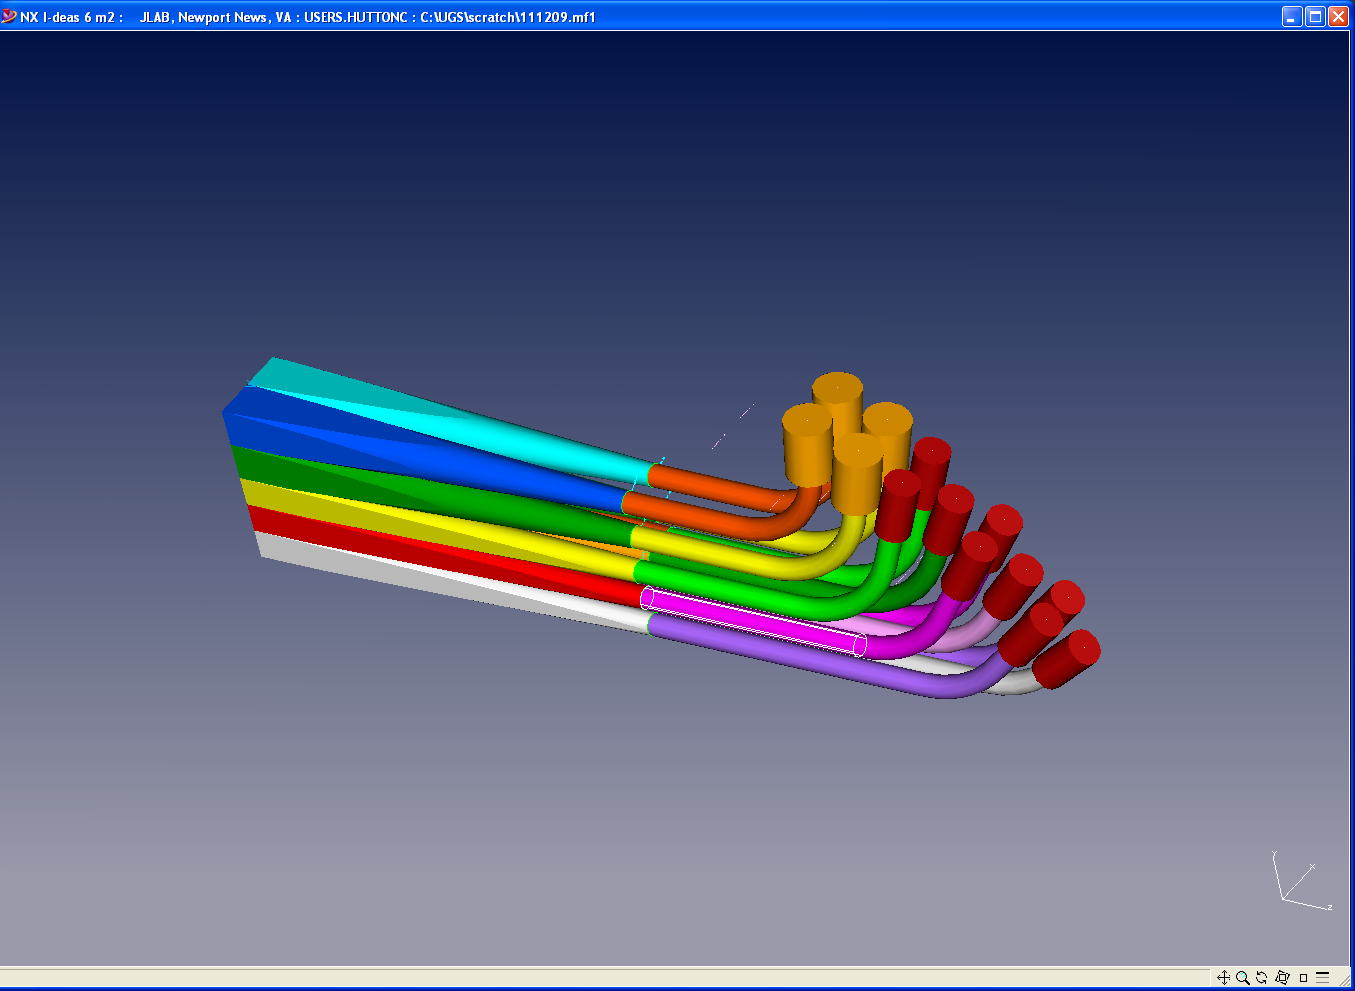 NX I-deas 6 m2 : JLAB, Newport News, VA : USERS.HUTTONC : C:\UGS\scratch\111209.mf1
Y
X
Z